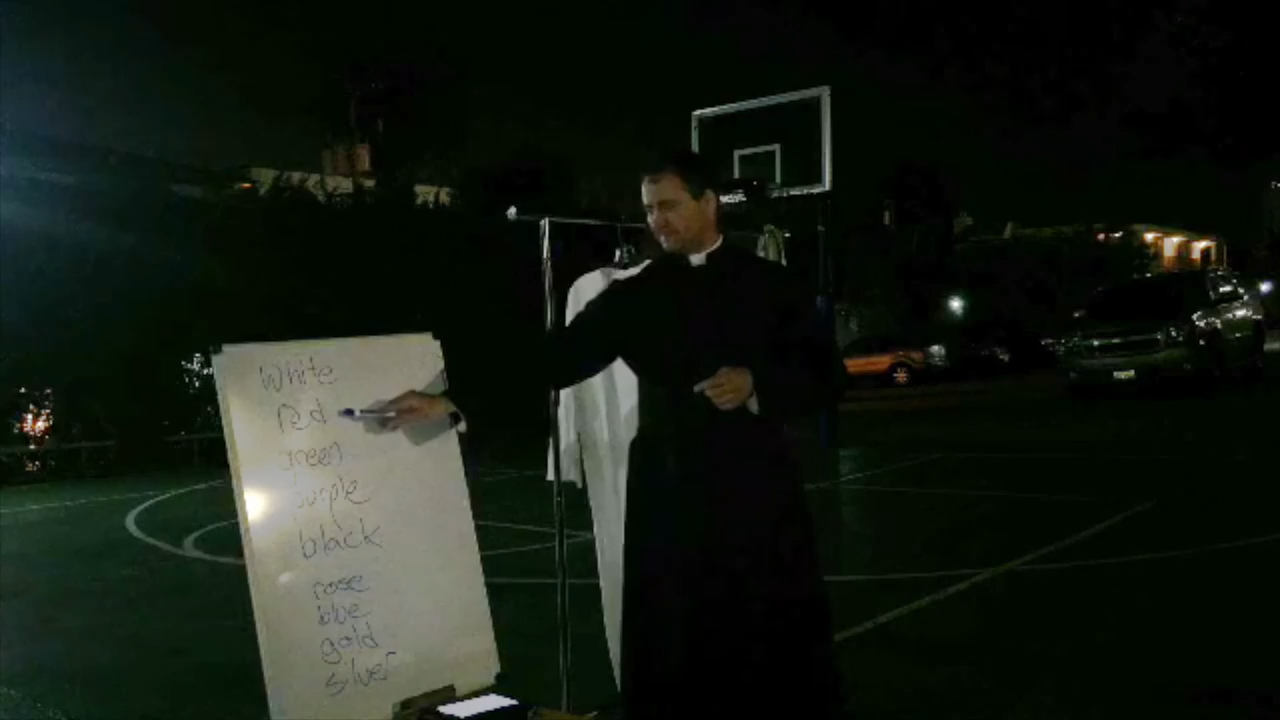 White
red
green
purple
black
rose
blue
gold
silver